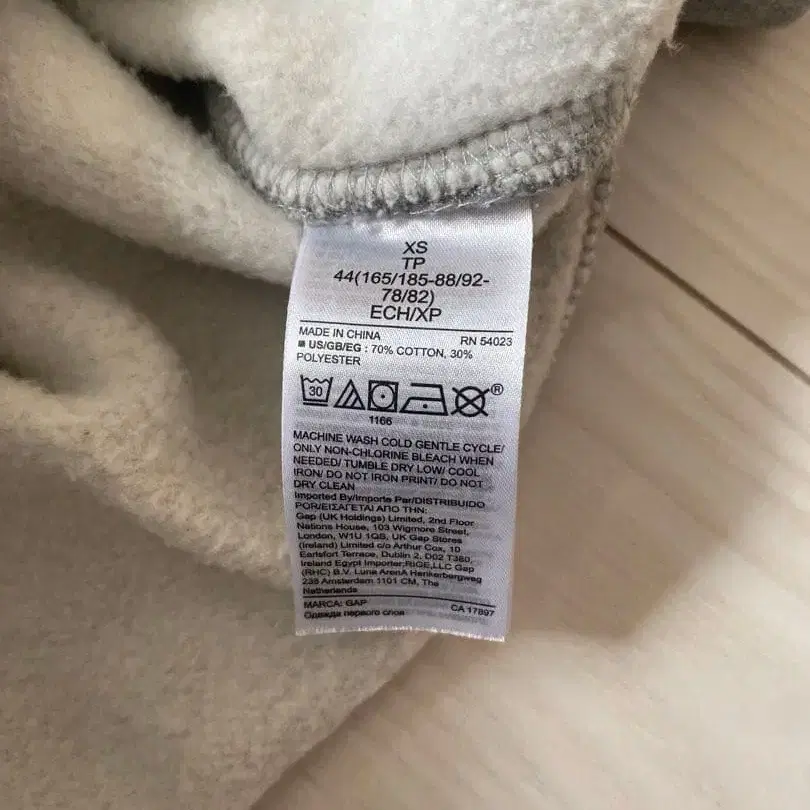 XS
TP
44(165/185-88/92-
78/82)
ECH/XP
MADE IN CHINA RN 54023
US/GB/EG : 70% COTTON, 30%
POLYESTER
30 ®
1166
MACHINE WASH COLD GENTLE CYCLE/
ONLY NON-CHLORINE BLEACH WHEN
NEEDED/ TUMBLE DRY LOW/ COOL
IRON/ DO NOT IRON PRINT/ DO NOT
DRY CLEAN
Imported By/Importe Par/DISTRIBUIDO
POR/ΕΙΣΑΓΕΤΑΙ ΑΠΟ ΤΗΝ:
Gap (UK Holdings) Limited, 2nd Floor
Nations House, 103 Wigmore Street,
London, W1U 1QS, UK Gap Stores
(Ireland) Limited c/o Arthur Cox, 10
Earlsfort Terrace, Dublin 2, D02 T380,
Ireland Egypt Importer:RIGE,LLC Gap
(RHC) B.V. Luna ArenA Herikerbergweg
238 Amsterdam 1101 CM, The
Netherlands
MARCA: GAP CA 17897
Одежда первого слоя